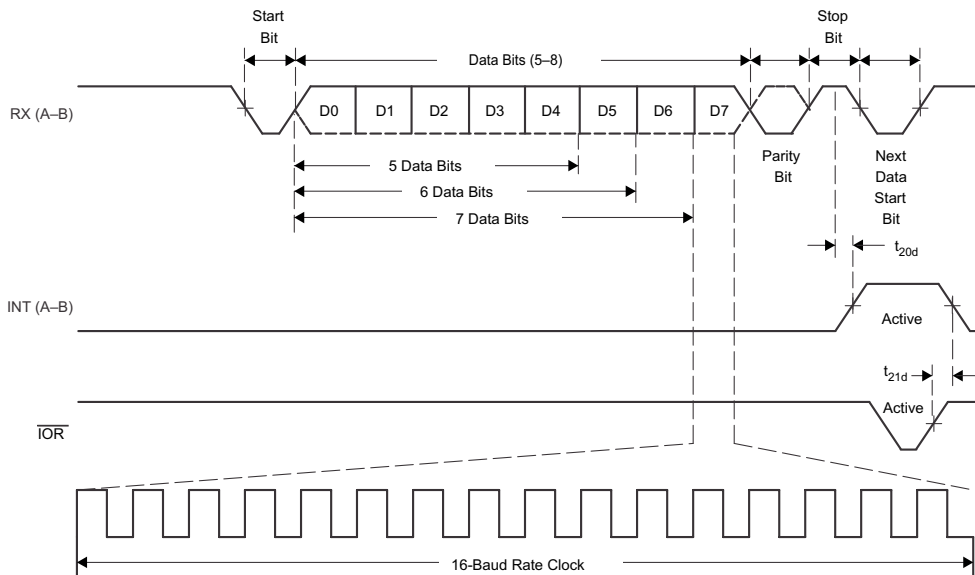 Start
Bit
Stop
Bit
Data Bits (5–8)
RX (A–B)
D0 D1 D2 D3 D4 D5 D6 D7
5 Data Bits
6 Data Bits
7 Data Bits
Parity
Bit
Next
Data
Start
Bit
t20d
INT (A–B)
Active
t21d
Active
IOR
16-Baud Rate Clock